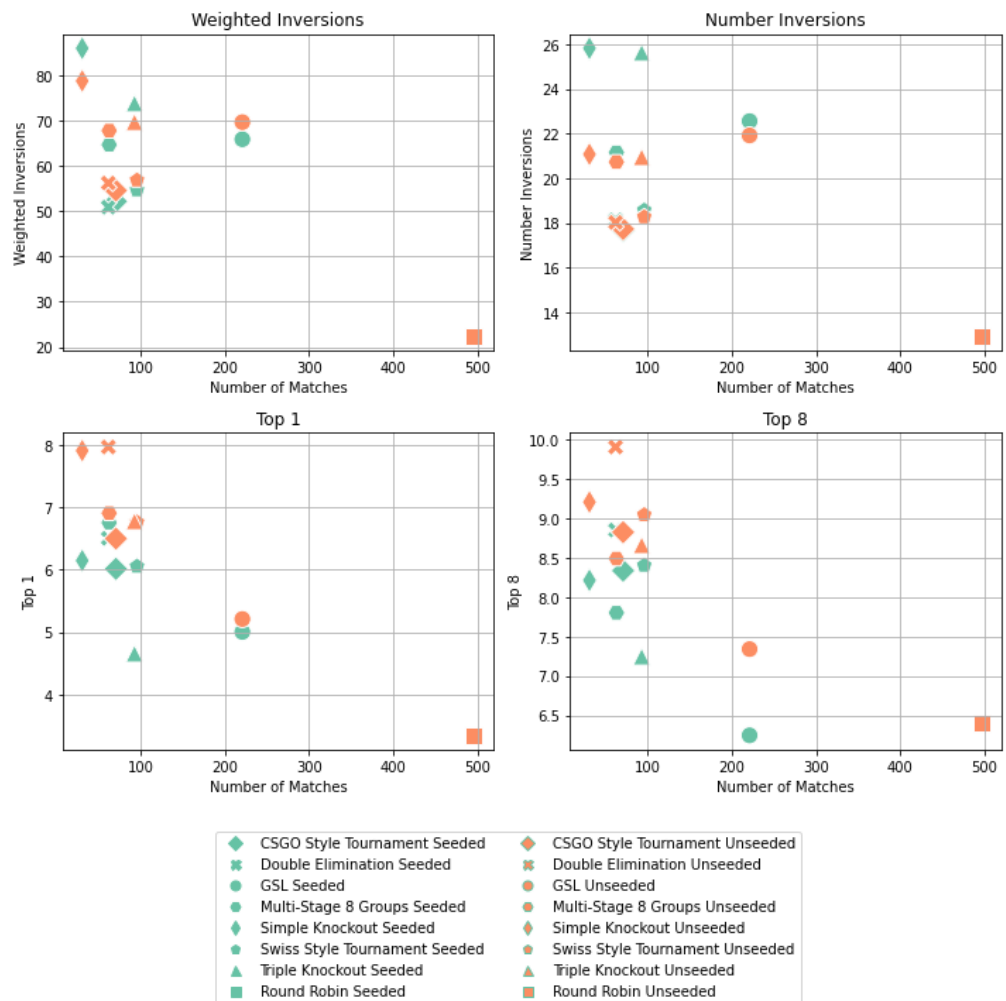 Weighted Inversions
Number Inversions
Weighted Inversions
80
70
60
50
40
30
20
100
200
300
400
500
Number of Matches
Number Inversions
26
24
22
20
18
16
14
100
200
300
400
500
Number of Matches
Top 1
Top 8
Top 1
8
7
6
5
4
100
200
300
400
500
Number of Matches
Top 8
10.0
9.5
9.0
8.5
8.0
7.5
7.0
6.5
100
200
300
400
500
Number of Matches
CSGO Style Tournament Seeded
Double Elimination Seeded
GSL Seeded
Multi-Stage 8 Groups Seeded
Simple Knockout Seeded
Swiss Style Tournament Seeded
Triple Knockout Seeded
Round Robin Seeded
CSGO Style Tournament Unseeded
Double Elimination Unseeded
GSL Unseeded
Multi-Stage 8 Groups Unseeded
Simple Knockout Unseeded
Swiss Style Tournament Unseeded
Triple Knockout Unseeded
Round Robin Unseeded